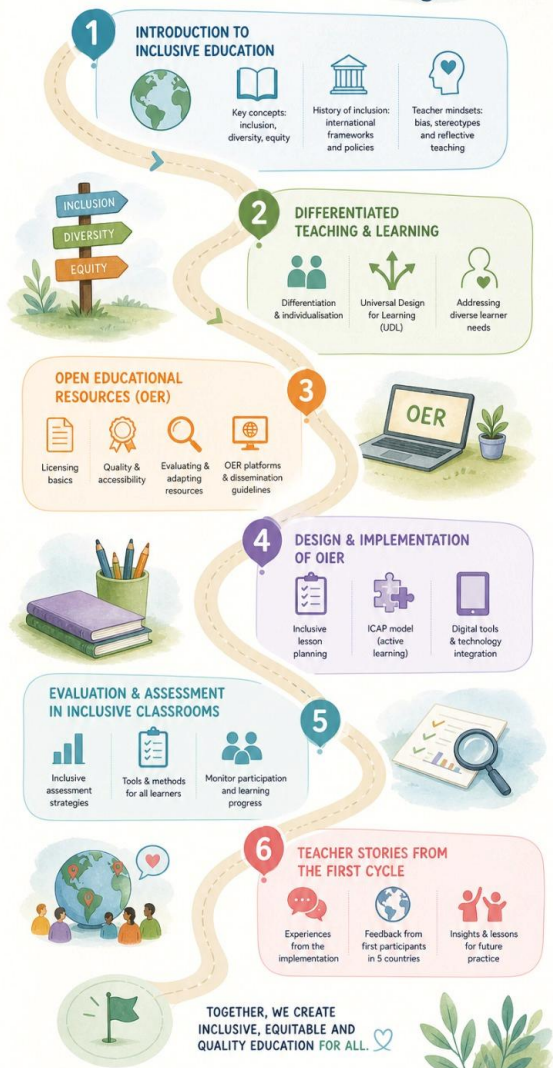 1
INTRODUCTION TO
INCLUSIVE EDUCATION
Key concepts:
inclusion,
diversity, equity
History of inclusion:
international
frameworks
and policies
Teacher mindsets:
bias, stereotypes
and reflective
teaching
INCLUSION
DIVERSITY
EQUITY
2
DIFFERENTIATED
TEACHING & LEARNING
Differentiation
& individualisation
Universal Design
for Learning
(UDL)
Addressing
diverse learner
needs
3
OPEN EDUCATIONAL
RESOURCES (OER)
Licensing
basics
Quality &
accessibility
Evaluating &
adapting
resources
OER platforms
& dissemination
guidelines
OER
4
DESIGN & IMPLEMENTATION
OF OIER
Inclusive
lesson
planning
ICAP model
(active
learning)
Digital tools
& technology
integration
5
EVALUATION & ASSESSMENT
IN INCLUSIVE CLASSROOMS
Inclusive
assessment
strategies
Tools & methods
for all learners
Monitor participation
and learning
progress
6
TEACHER STORIES FROM
THE FIRST CYCLE
Experiences
from the
implementation
Feedback from
first participants
in 5 countries
Insights & lessons
for future
practice
TOGETHER, WE CREATE
INCLUSIVE, EQUITABLE AND
QUALITY EDUCATION FOR ALL.